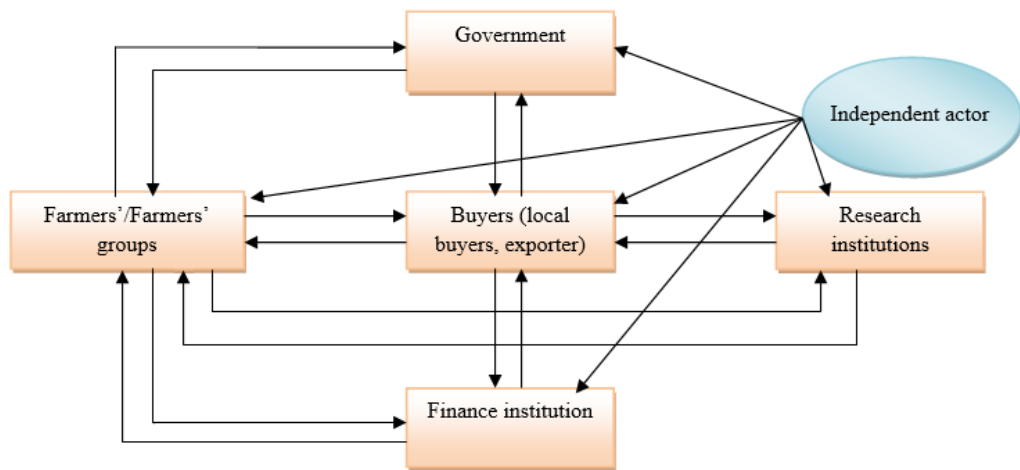 Government
Independent actor
Farmers’/Farmers’
groups
Buyers (local
buyers, exporter)
Research
institutions
Finance institution